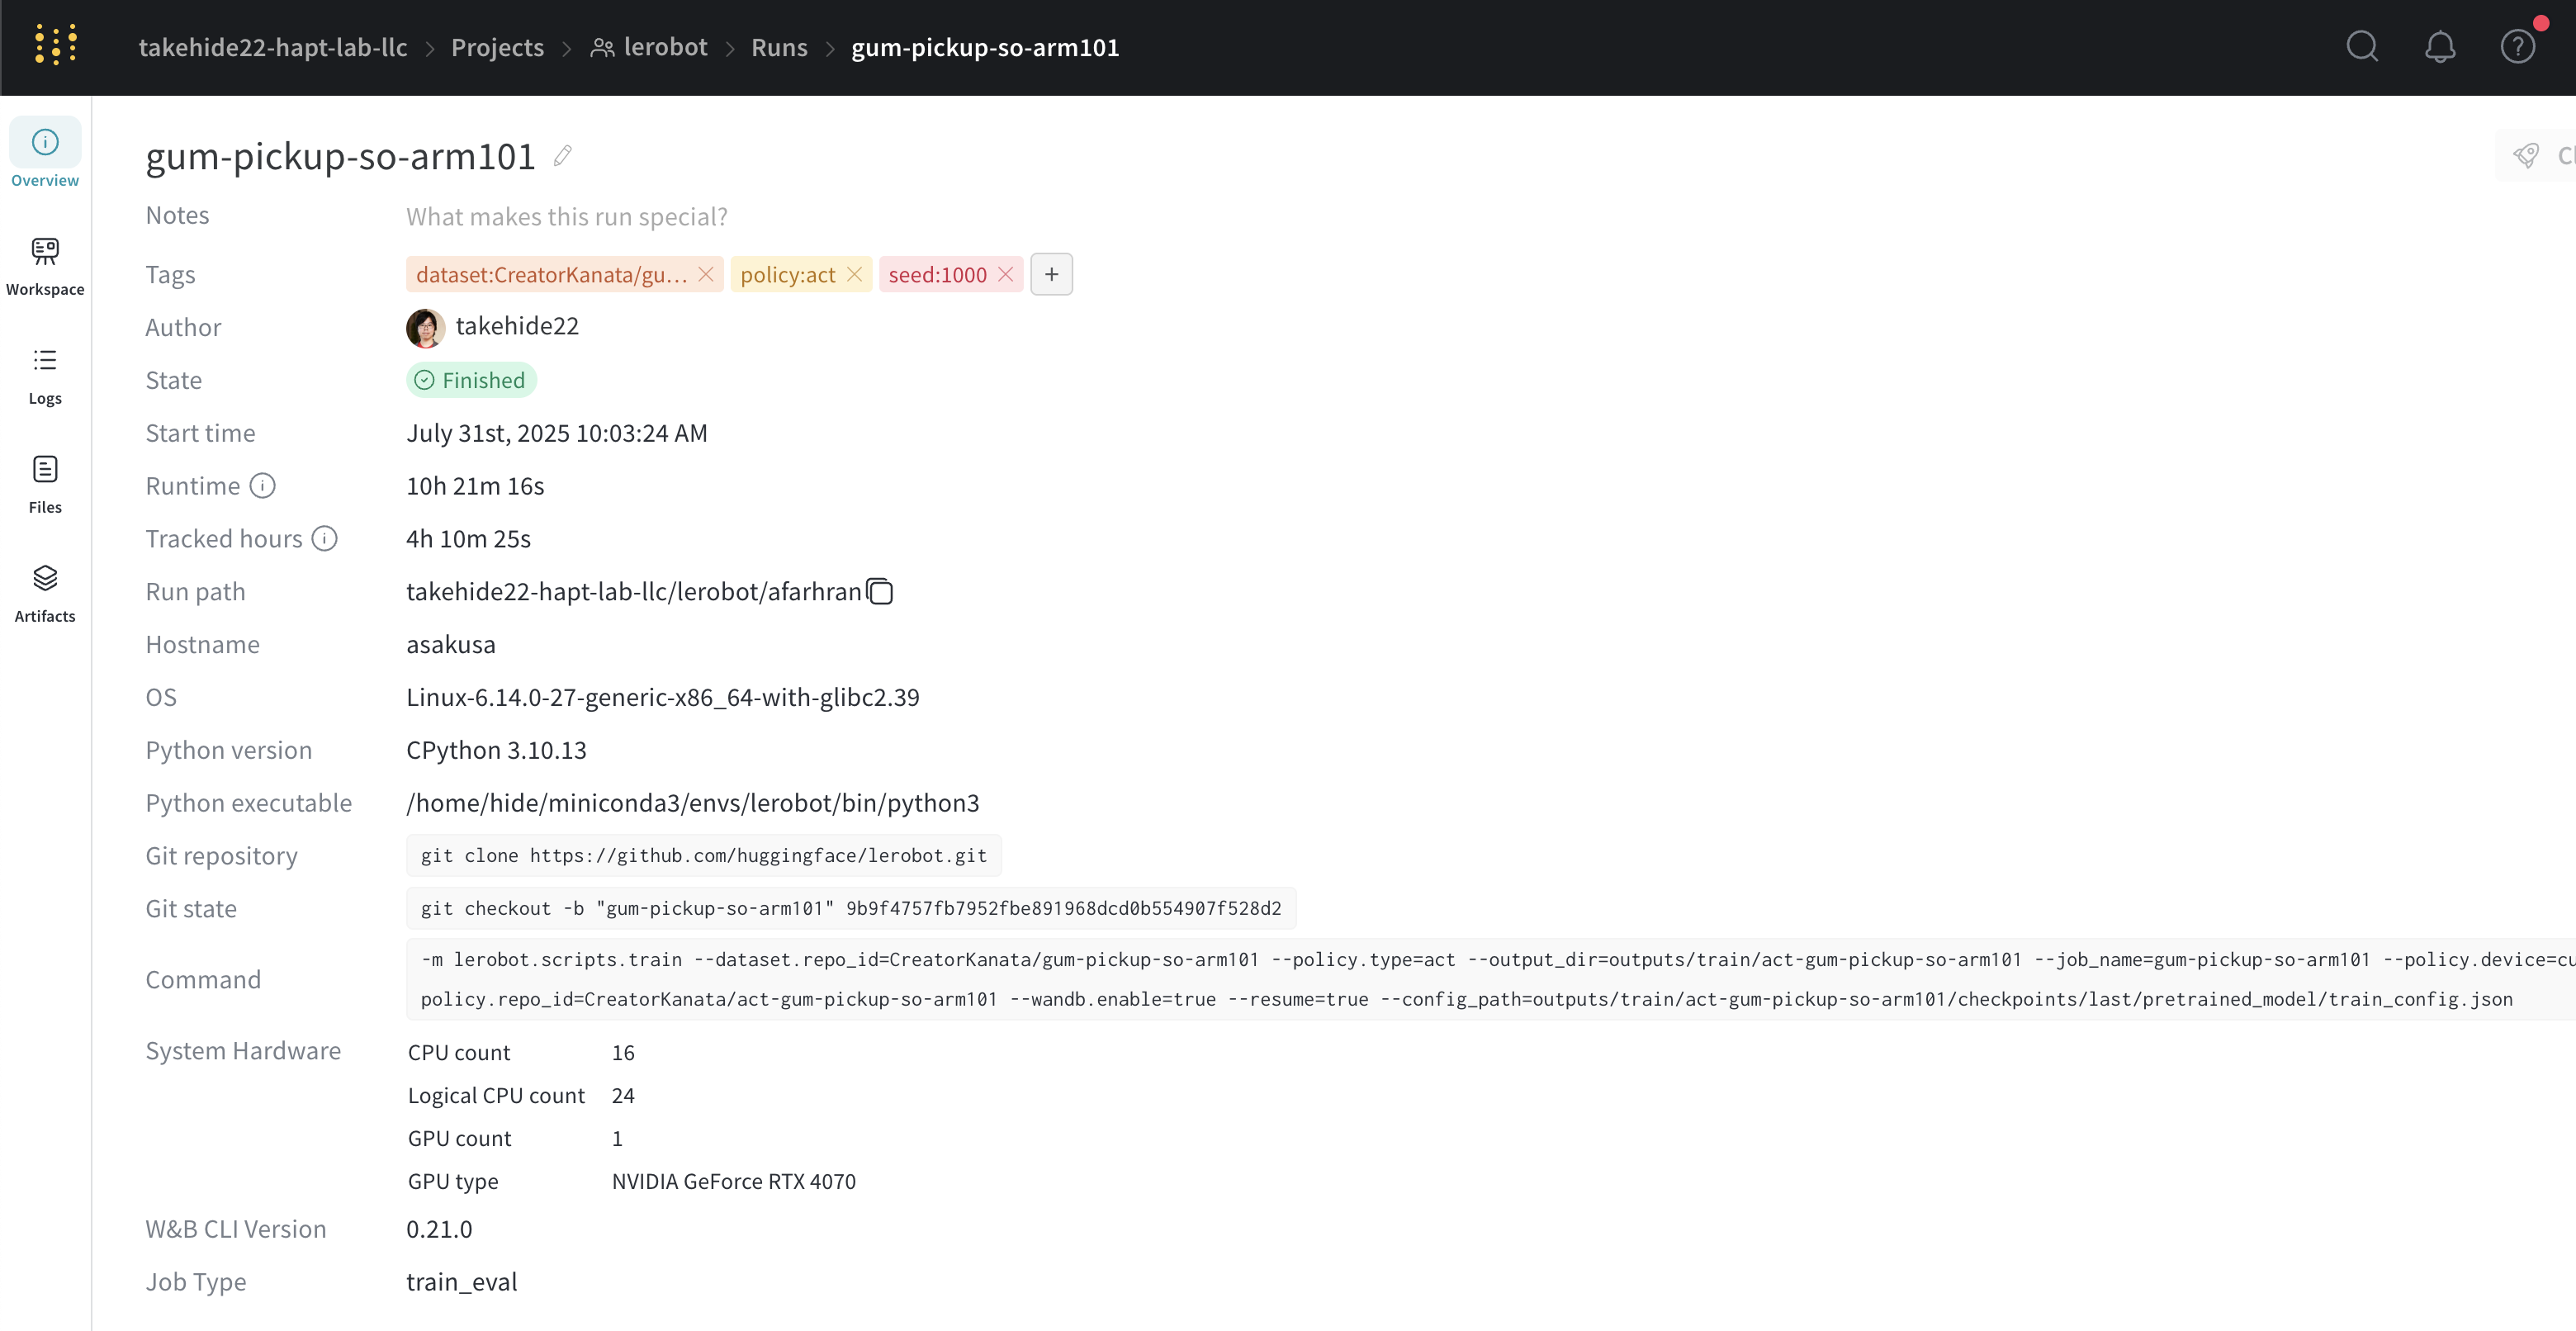 takehide22-hapt-lab-llc > Projects > lerobot > Runs > gum-pickup-so-arm101
Overview
Workspace
Logs
Files
Artifacts
gum-pickup-so-arm101
Notes What makes this run special?
Tags dataset:CreatorKanata/gu... policy:act seed:1000 +
Author takehide22
State Finished
Start time July 31st, 2025 10:03:24 AM
Runtime 10h 21m 16s
Tracked hours 4h 10m 25s
Run path takehide22-hapt-lab-llc/lerobot/afarhran
Hostname asakusa
OS Linux-6.14.0-27-generic-x86_64-with-glibc2.39
Python version CPython 3.10.13
Python executable /home/hide/miniconda3/envs/lerobot/bin/python3
Git repository git clone https://github.com/huggingface/lerobot.git
Git state git checkout -b "gum-pickup-so-arm101" 9b9f4757fb7952fbe891968dcd0b554907f528d2
Command -m lerobot.scripts.train --dataset.repo_id=CreatorKanata/gum-pickup-so-arm101 --policy.type=act --output_dir=outputs/train/act-gum-pickup-so-arm101 --job_name=gum-pickup-so-arm101 --policy.device=cu
policy.repo_id=CreatorKanata/act-gum-pickup-so-arm101 --wandb.enable=true --resume=true --config_path=outputs/train/act-gum-pickup-so-arm101/checkpoints/last/pretrained_model/train_config.json
System Hardware CPU count 16
Logical CPU count 24
GPU count 1
GPU type NVIDIA GeForce RTX 4070
W&B CLI Version 0.21.0
Job Type train_eval